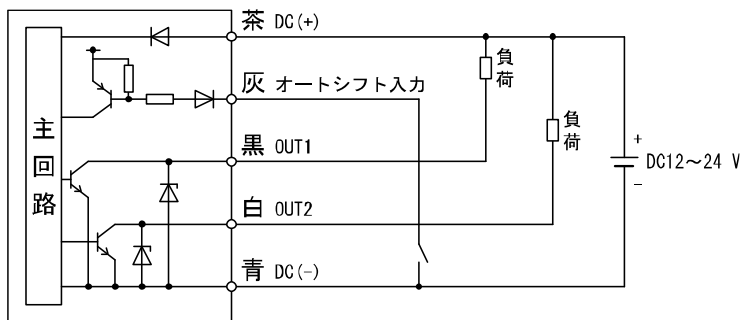 茶 DC(+)
灰 オートシフト入力
負荷
負荷
主回路
黒 OUT1
+
DC12～24 V
−
白 OUT2
青 DC(-)